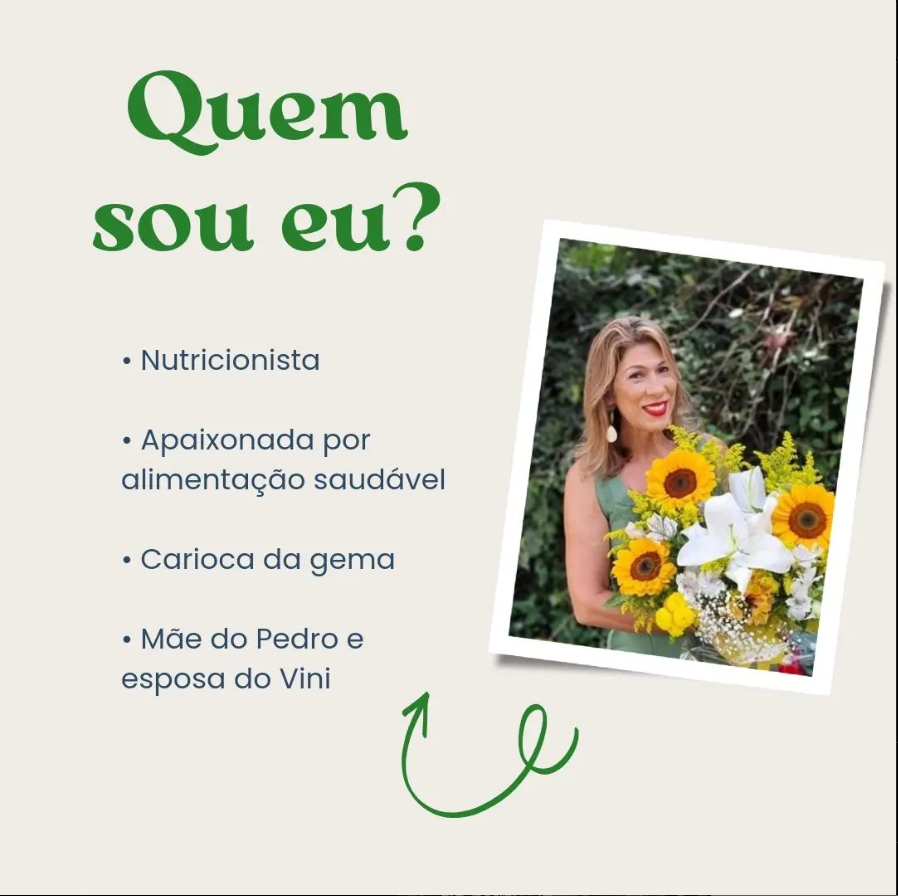 Quem
sou eu?
• Nutricionista
• Apaixonada por
alimentação saudável
• Carioca da gema
• Mãe do Pedro e
esposa do Vini